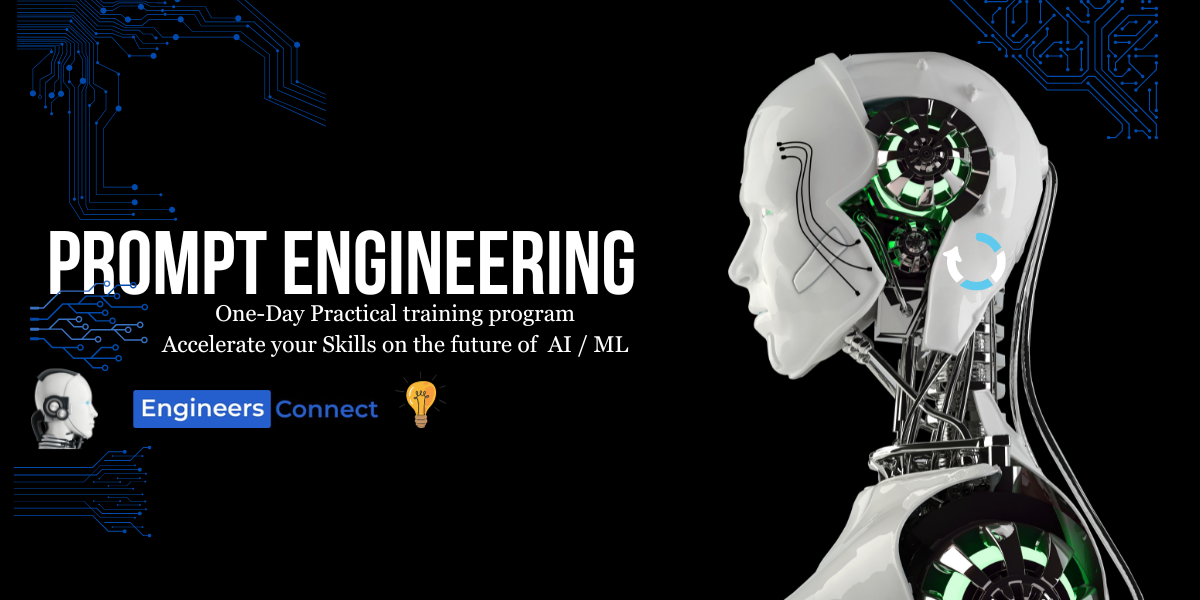 PROMPT ENGINEERING
One-Day Practical training program
Accelerate your Skills on the future of AI / ML
Engineers Connect